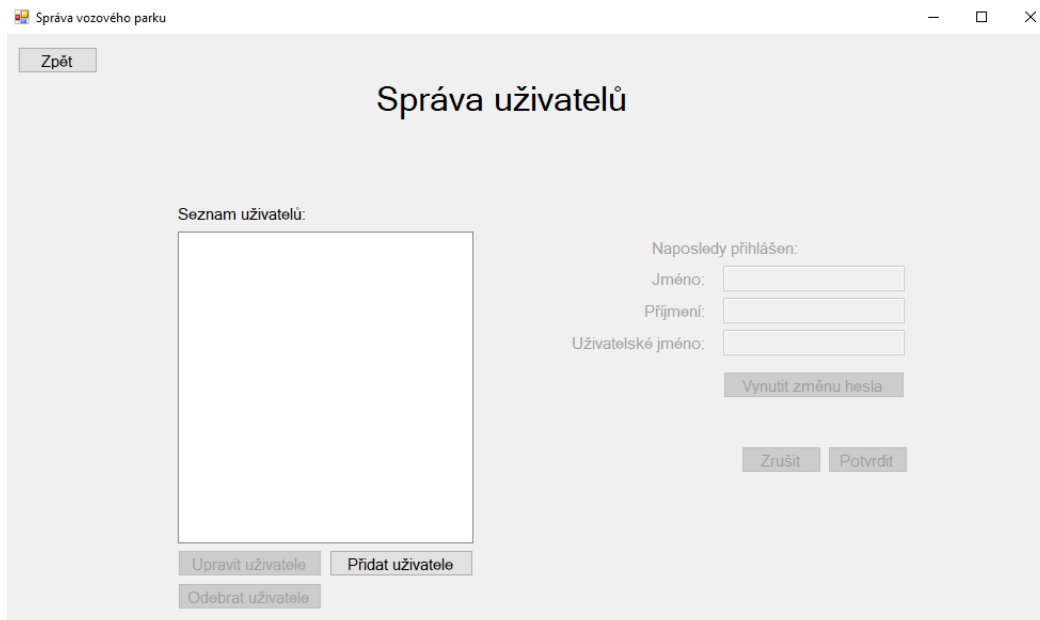 Správa vozového parku
Zpět
Správa uživatelů
Seznam uživatelů:
Naposledy přihlášen:
Jméno:
Příjmení:
Uživatelské jméno:
Vynutit změnu hesla
Zrušit Potvrdit
Upravit uživatele Přidat uživatele
Odebrat uživatele